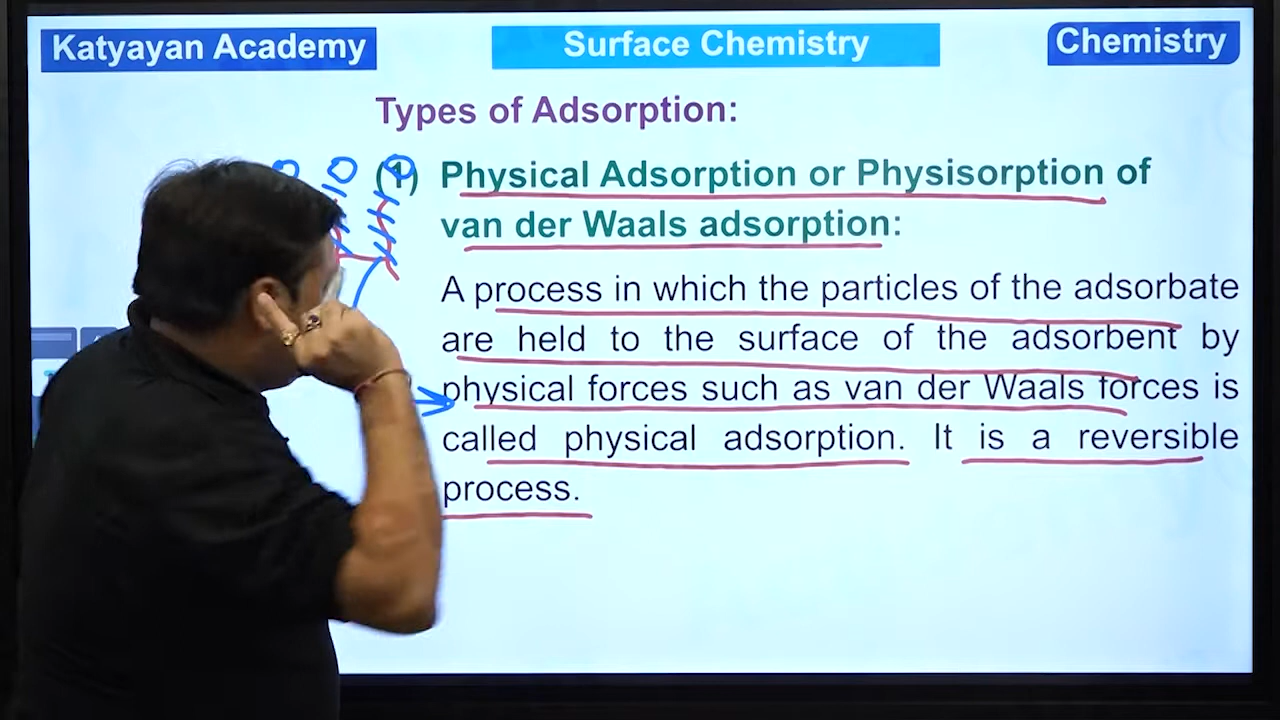 Katyayan Academy
Surface Chemistry
Chemistry
Types of Adsorption:
(1) Physical Adsorption or Physisorption of
van der Waals adsorption:
A process in which the particles of the adsorbate
are held to the surface of the adsorbent by
physical forces such as van der Waals forces is
called physical adsorption. It is a reversible
process.